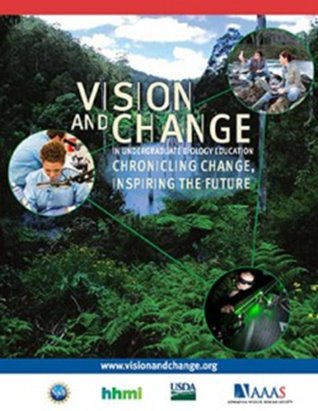 VISION
AND CHANGE
IN UNDERGRADUATE BIOLOGY EDUCATION
CHRONICLING CHANGE,
INSPIRING THE FUTURE
www.visionandchange.org
hhmi
USDA
AAAS